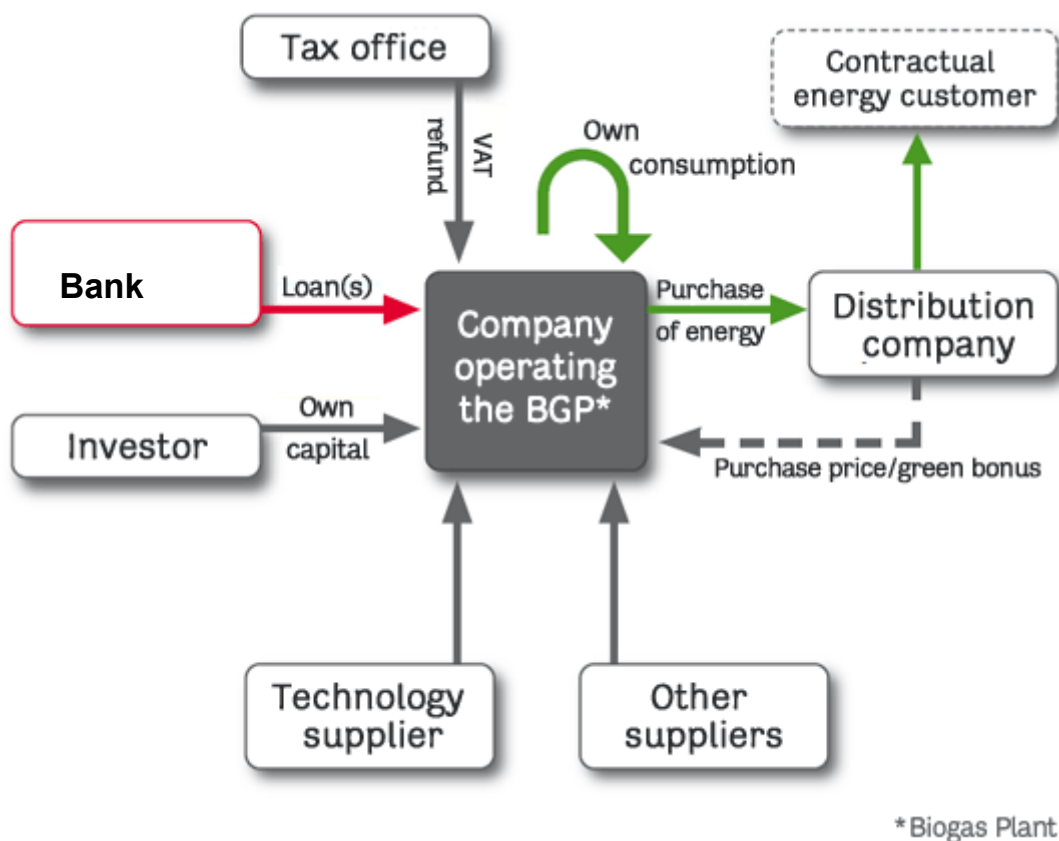 Tax office
Contractual
energy customer
VAT
refund
Own
consumption
Bank
Loan(s)
Company
operating
the BGP*
Purchase
of energy
Distribution
company
Investor
Own
capital
Purchase price/green bonus
Technology
supplier
Other
suppliers
*Biogas Plant